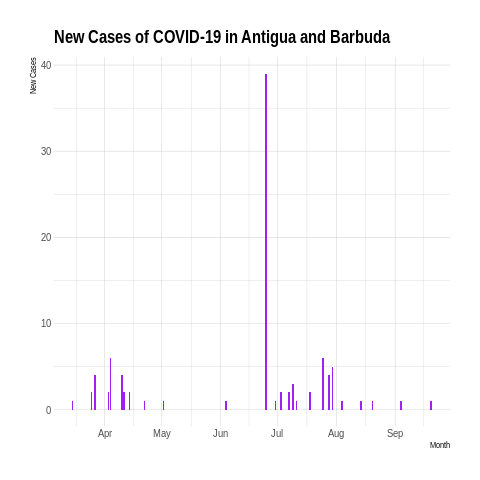 New Cases of COVID-19 in Antigua and Barbuda
New Cases
40
30
20
10
0
Apr May Jun Jul Aug Sep
Month